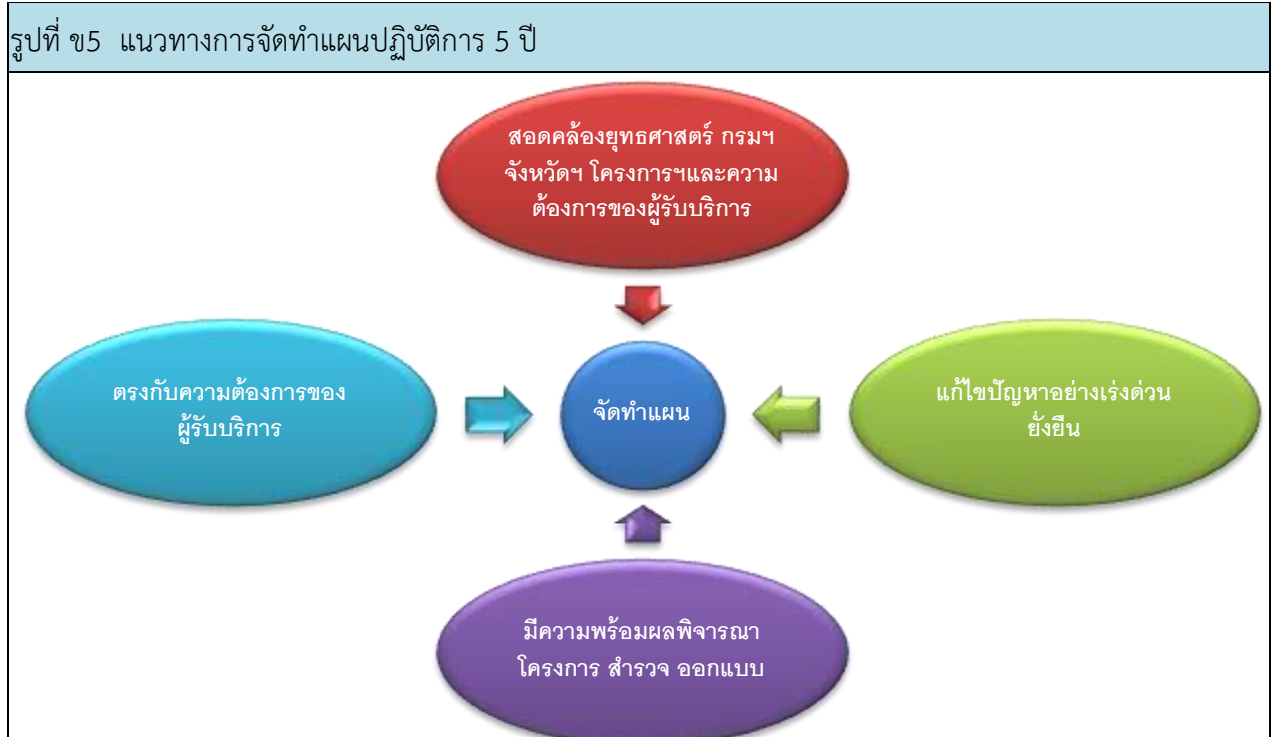 รูปที่ ข5  แนวทางการจัดทำแผนปฏิบัติการ 5 ปี
สอดคล้องยุทธศาสตร์ กรมฯ
จังหวัดฯ โครงการฯและความ
ต้องการของผู้รับบริการ
ตรงกับความต้องการของ
ผู้รับบริการ
จัดทำแผน
แก้ไขปัญหาอย่างเร่งด่วน
ยั่งยืน
มีความพร้อมผลพิจารณา
โครงการ สำรวจ ออกแบบ